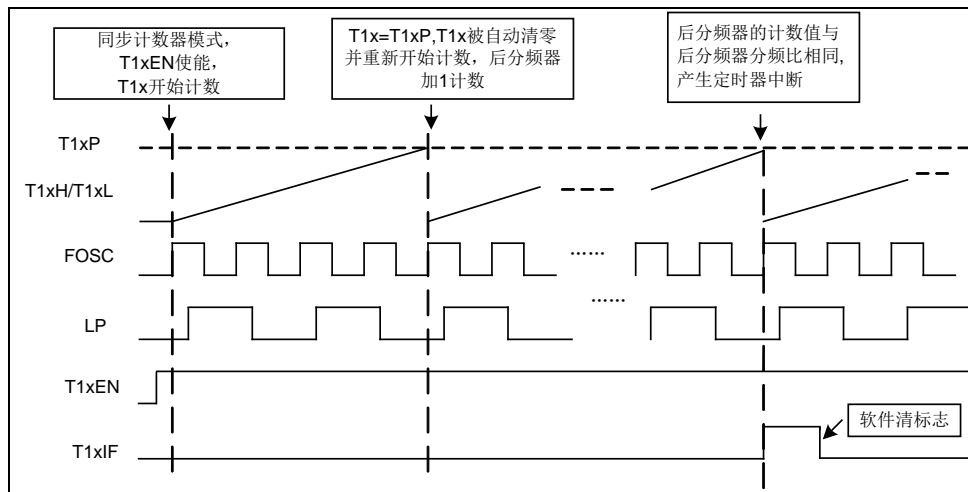 同步计数器模式，
T1xEN使能，
T1x开始计数
T1x=T1xP,T1x被自动清零
并重新开始计数，后分频器
加1计数
后分频器的计数值与
后分频器分频比相同,
产生定时器中断
T1xP
T1xH/T1xL
FOSC
......
LP
......
T1xEN
软件清标志
T1xIF